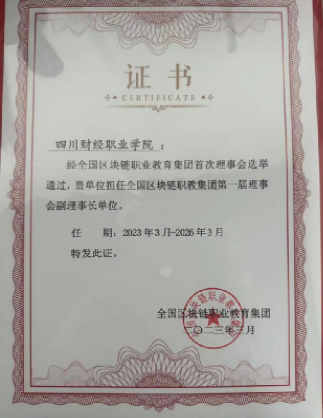 证书
CERTIFICATE
四川财经职业学院：
经全国区块链职业教育集团首次理事会选举
通过，贵单位担任全国区块链职教集团第一届理事
会副理事长单位。
任 期：2023年3月-2026年3月
特发此证。
全国区块链职业教育集团
二〇二三年三月